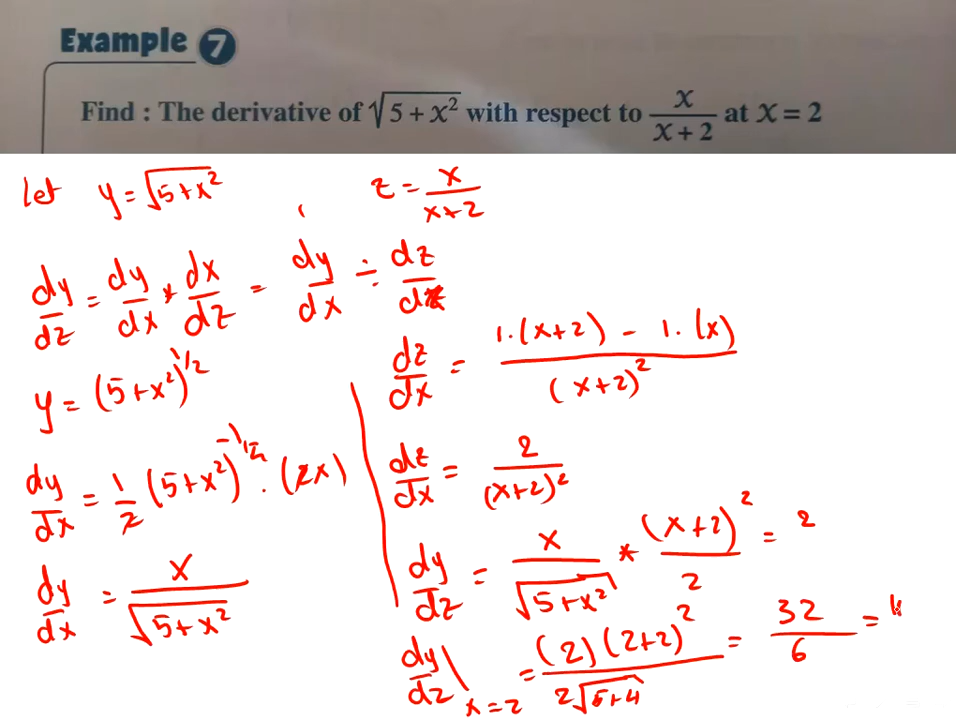 Example 7
Find : The derivative of √(5 + x²) with respect to x/(x + 2) at x = 2
let y = √(5+x²) , z = x/(x+2)
dy/dz = dy/dx * dx/dz = dy/dx ÷ dz/dx
y = (5+x²)^1/2
dy/dx = 1/2 (5+x²)^-1/2 . (2x)
dy/dx = x/√(5+x²)
dz/dx = (1.(x+2) - 1.(x))/(x+2)²
dz/dx = 2/(x+2)²
dy/dz = x/√(5+x²) * (x+2)²/2 = 2
dy/dz \ x=2 = (2)(2+2)²/2√(5+4) = 32/6 =